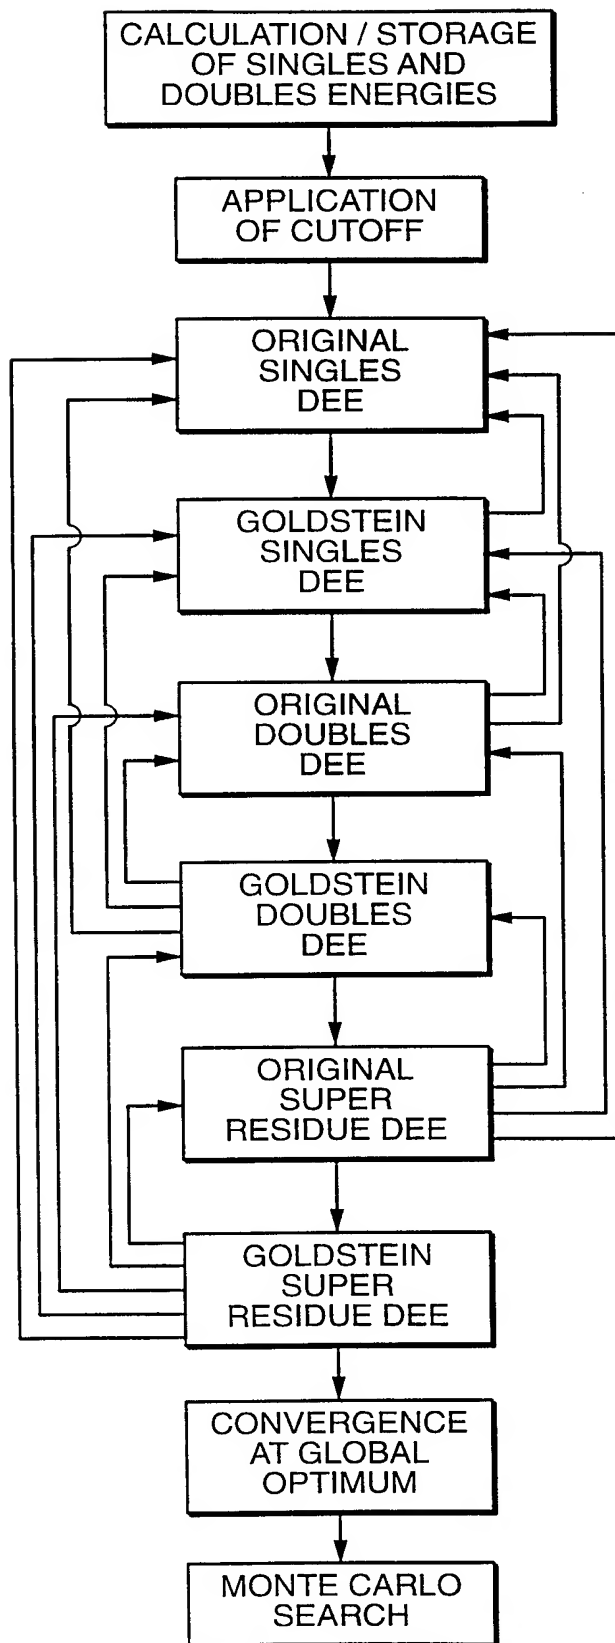 CALCULATION / STORAGE
OF SINGLES AND
DOUBLES ENERGIES
APPLICATION
OF CUTOFF
ORIGINAL
SINGLES
DEE
GOLDSTEIN
SINGLES
DEE
ORIGINAL
DOUBLES
DEE
GOLDSTEIN
DOUBLES
DEE
ORIGINAL
SUPER
RESIDUE DEE
GOLDSTEIN
SUPER
RESIDUE DEE
CONVERGENCE
AT GLOBAL
OPTIMUM
MONTE CARLO
SEARCH